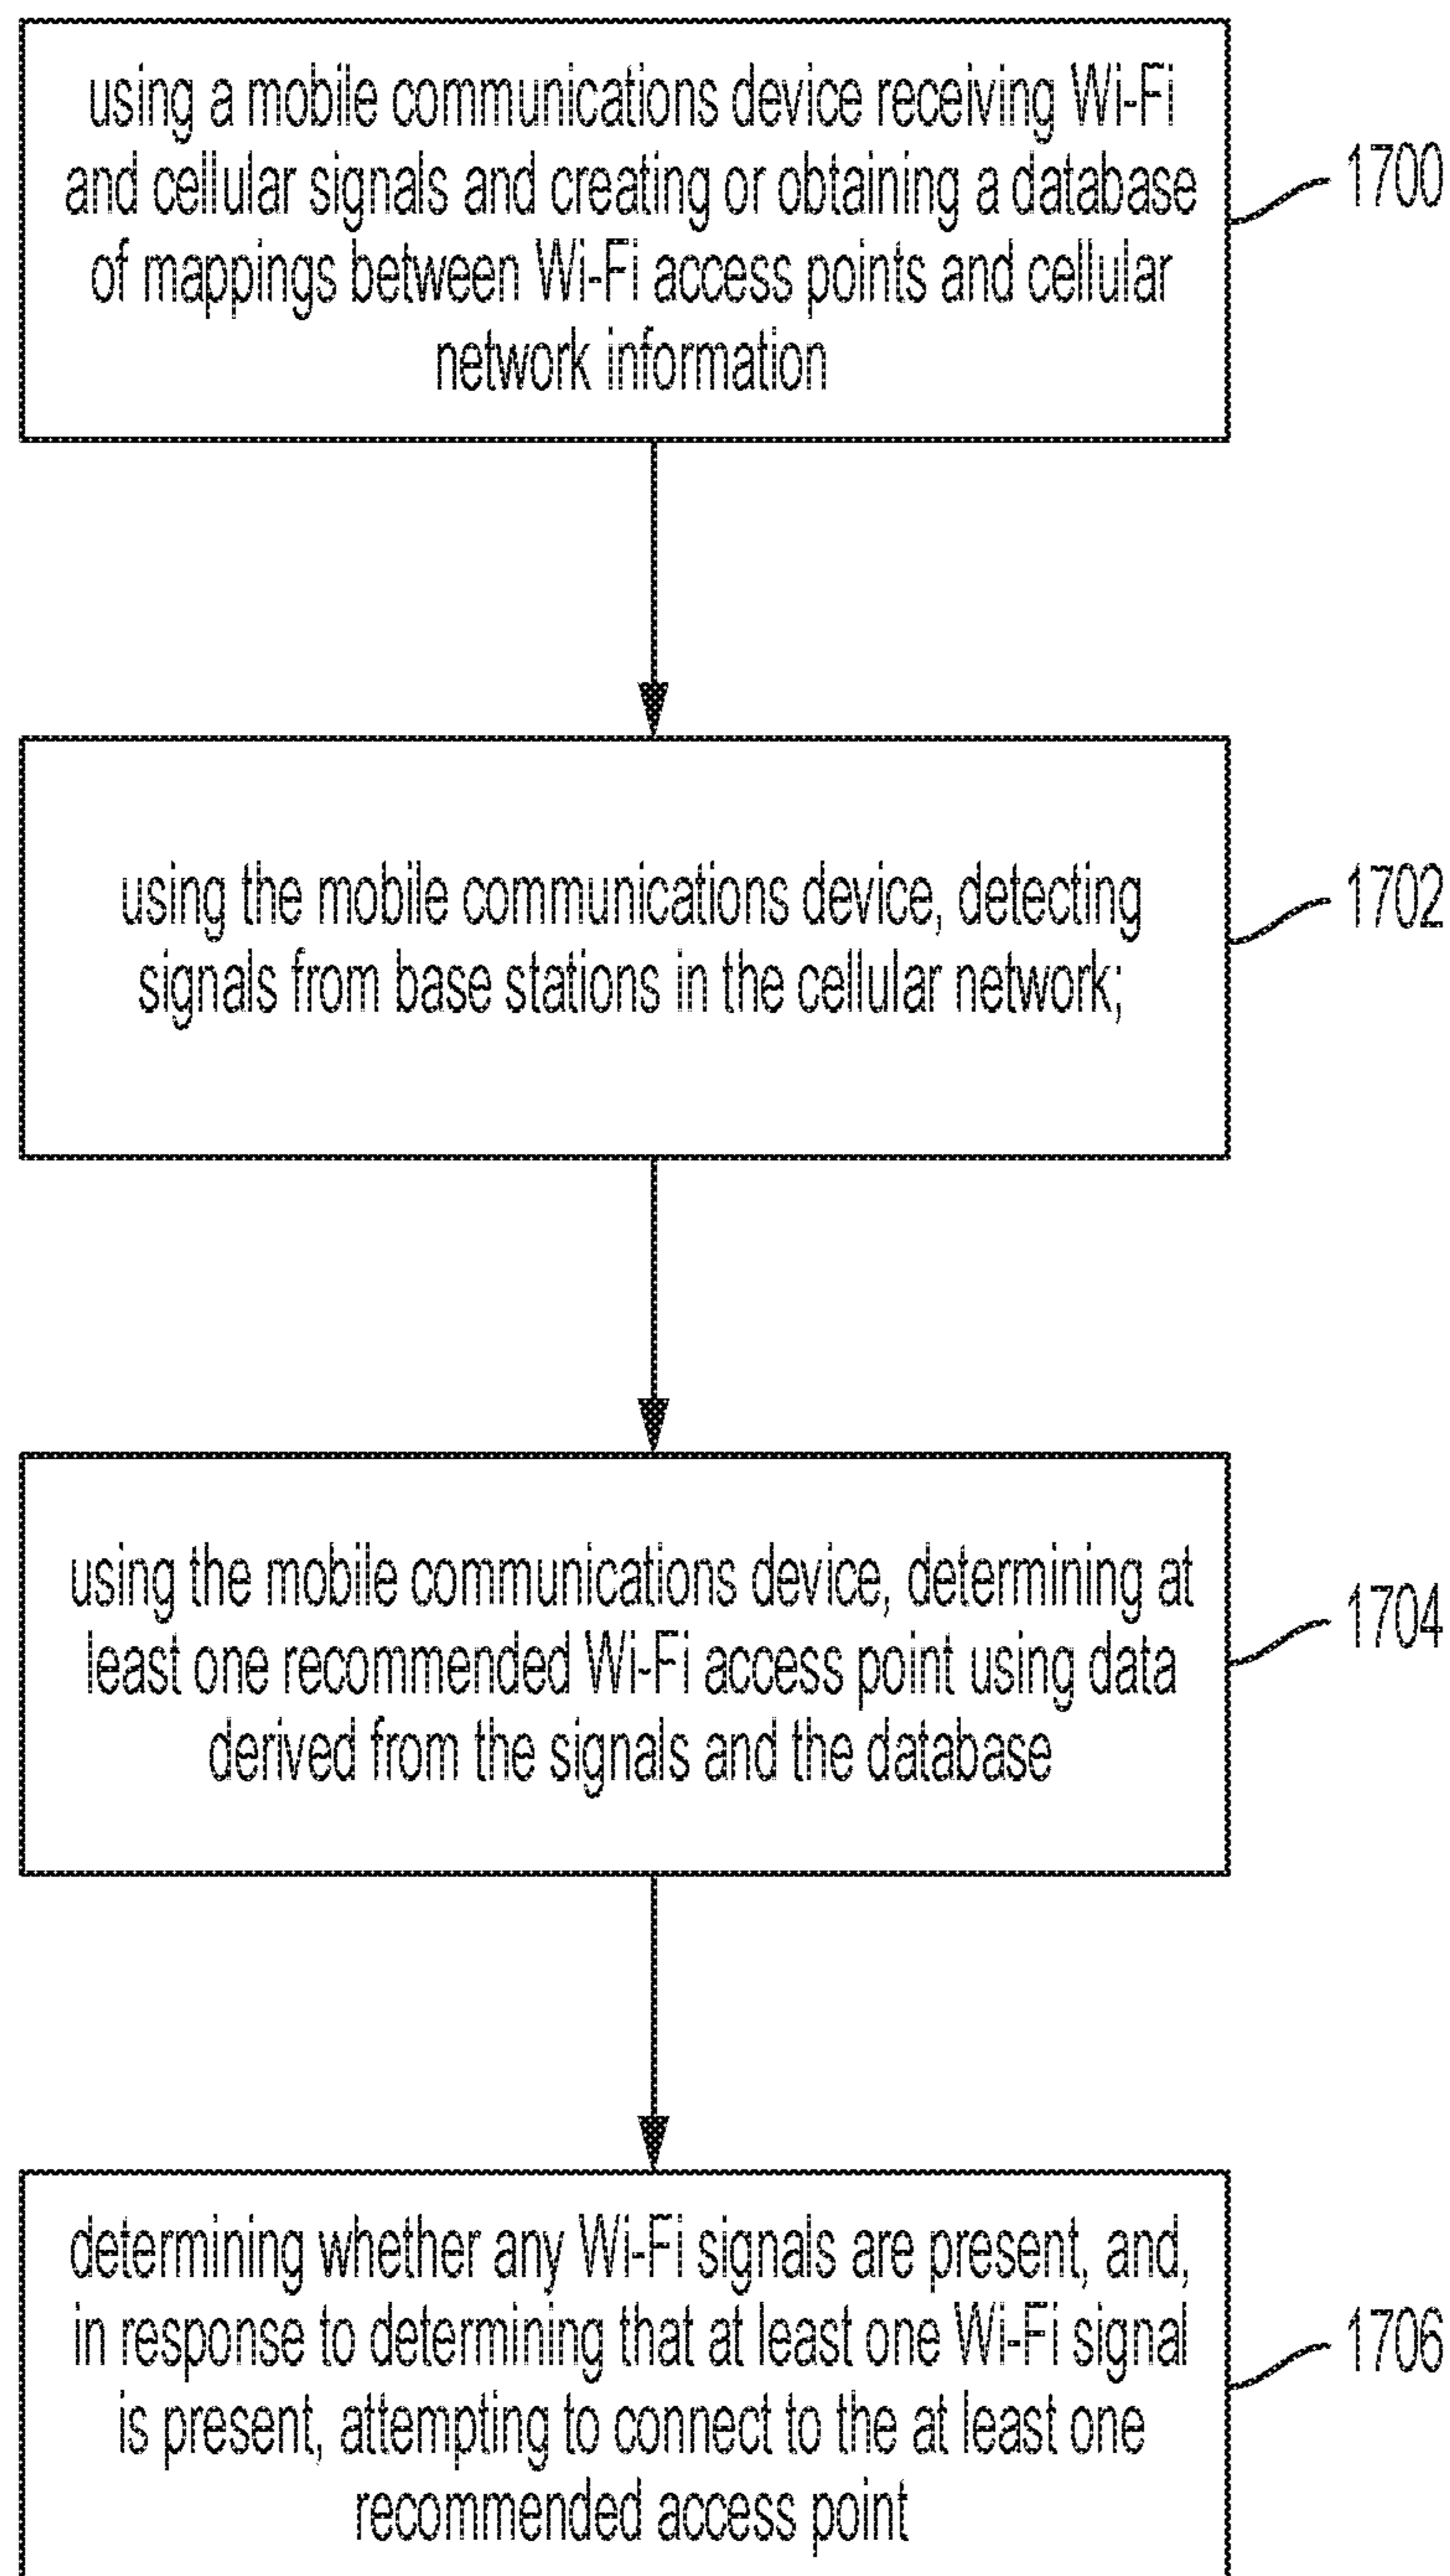 using a mobile communications device receiving Wi-Fi
and cellular signals and creating or obtaining a database
of mappings between Wi-Fi access points and cellular
network information
1700
using the mobile communications device, detecting
signals from base stations in the cellular network;
1702
using the mobile communications device, determining at
least one recommended Wi-Fi access point using data
derived from the signals and the database
1704
determining whether any Wi-Fi signals are present, and,
in response to determining that at least one Wi-Fi signal
is present, attempting to connect to the at least one
recommended access point
1706